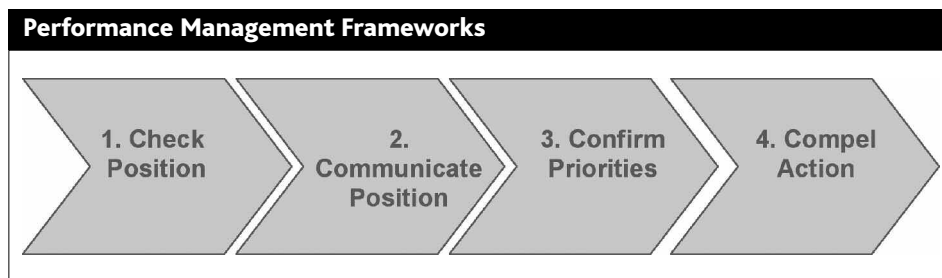 Performance Management Frameworks
1. Check
Position
2.
Communicate
Position
3. Confirm
Priorities
4. Compel
Action